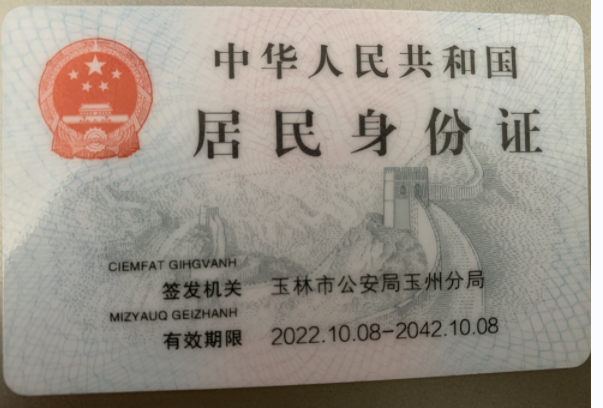 中华人民共和国
居民身份证
CIEMFAT GIHGVANH
签发机关 玉林市公安局玉州分局
MIZYAUQ GEIZHANH
有效期限 2022.10.08-2042.10.08